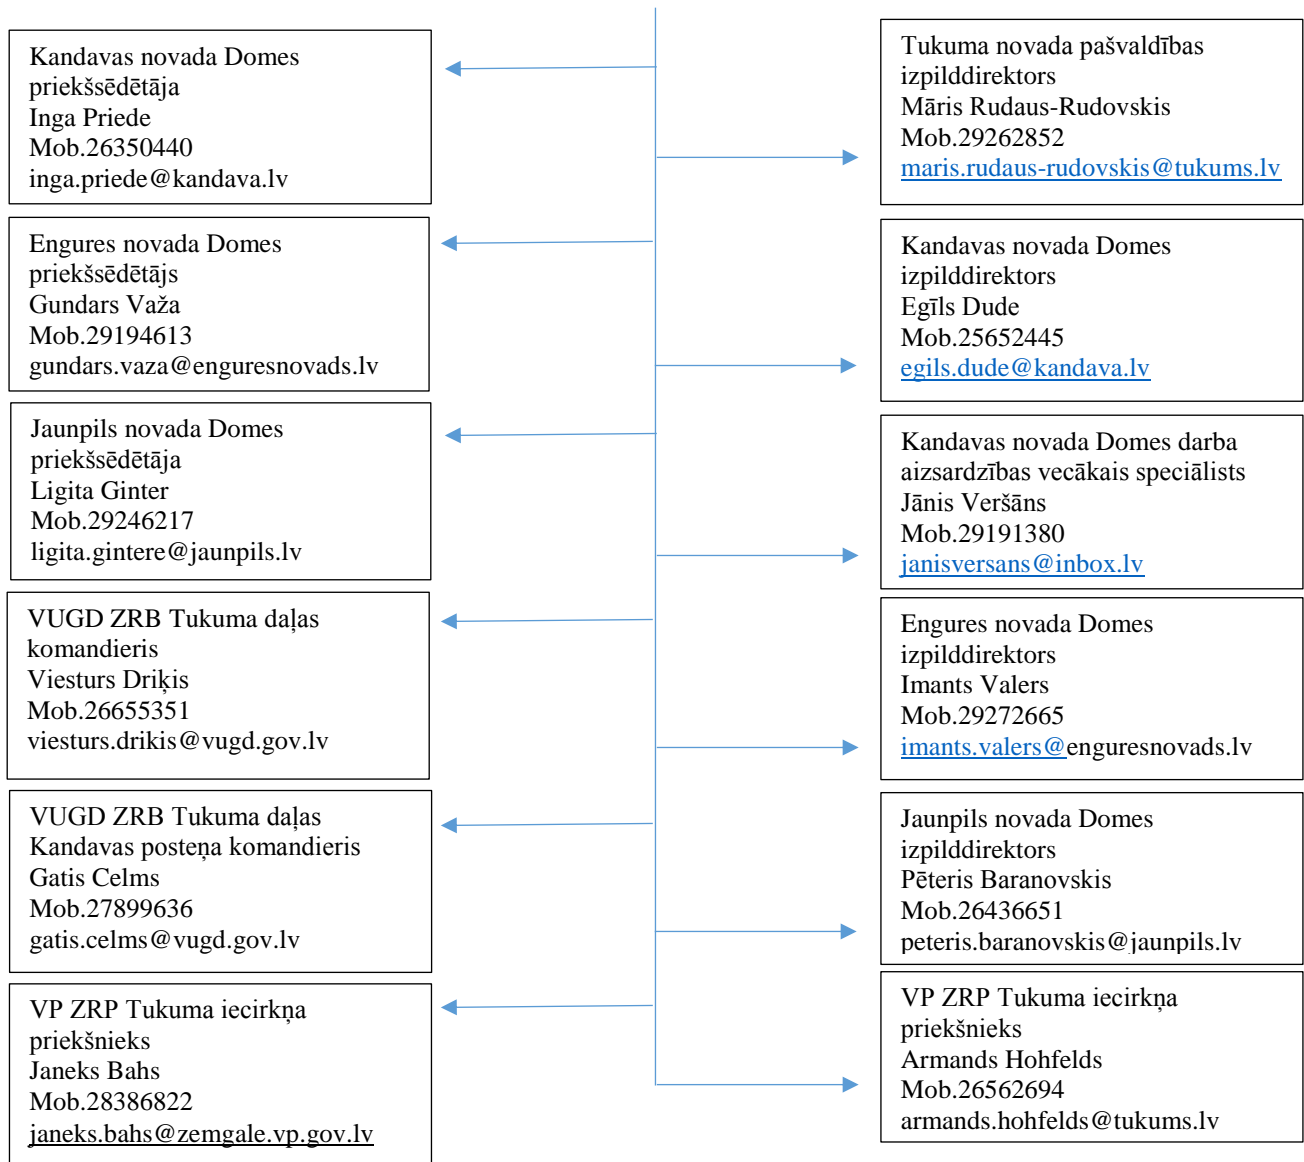 Kandavas novada Domes
priekšsēdētāja
Inga Priede
Mob.26350440
inga.priede@kandava.lv
Engures novada Domes
priekšsēdētājs
Gundars Važa
Mob.29194613
gundars.vaza@enguresnovads.lv
Jaunpils novada Domes
priekšsēdētāja
Ligita Ginter
Mob.29246217
ligita.gintere@jaunpils.lv
VUGD ZRB Tukuma daļas
komandieris
Viesturs Driķis
Mob.26655351
viesturs.drikis@vugd.gov.lv
VUGD ZRB Tukuma daļas
Kandavas posteņa komandieris
Gatis Celms
Mob.27899636
gatis.celms@vugd.gov.lv
VP ZRP Tukuma iecirkņa
priekšnieks
Janeks Bahs
Mob.28386822
janeks.bahs@zemgale.vp.gov.lv
Tukuma novada pašvaldības
izpilddirektors
Māris Rudaus-Rudovskis
Mob.29262852
maris.rudaus-rudovskis@tukums.lv
Kandavas novada Domes
izpilddirektors
Egīls Dude
Mob.25652445
egils.dude@kandava.lv
Kandavas novada Domes darba
aizsardzības vecākais speciālists
Jānis Veršāns
Mob.29191380
janisversans@inbox.lv
Engures novada Domes
izpilddirektors
Imants Valers
Mob.29272665
imants.valers@enguresnovads.lv
Jaunpils novada Domes
izpilddirektors
Pēteris Baranovskis
Mob.26436651
peteris.baranovskis@jaunpils.lv
VP ZRP Tukuma iecirkņa
priekšnieks
Armands Hohfelds
Mob.26562694
armands.hohfelds@tukums.lv